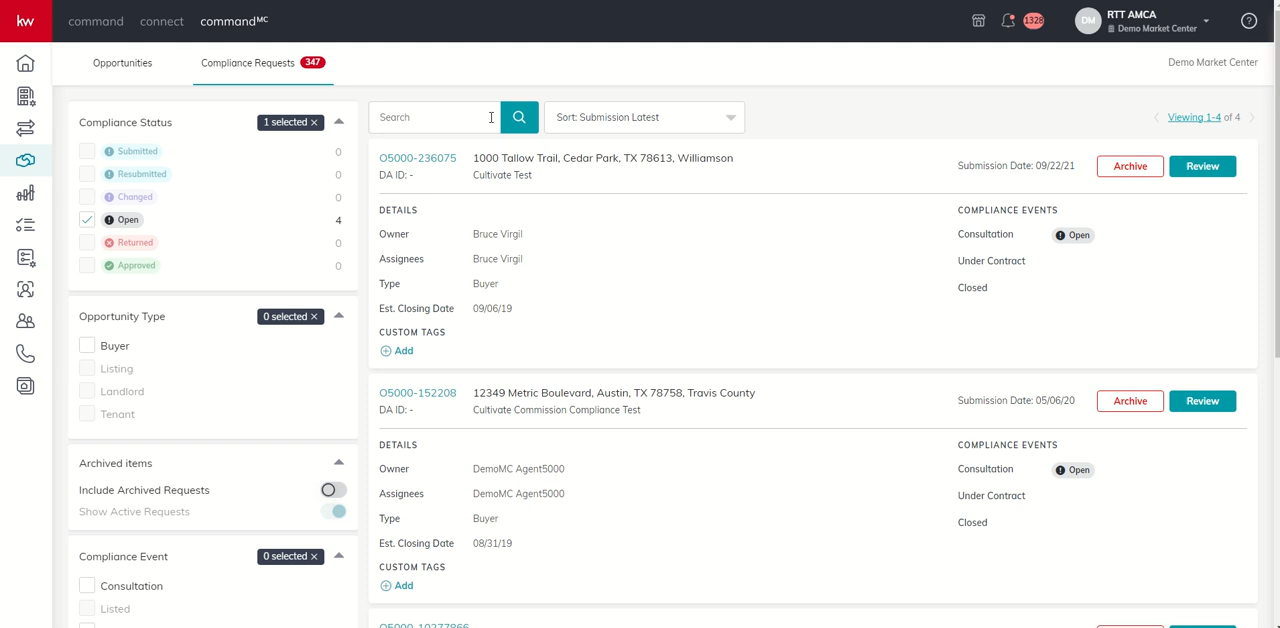 kw command connect commandMC 1328 DM RTT AMCA
Demo Market Center
Opportunities Compliance Requests 347 Demo Market Center
Compliance Status 1 selected ×
Submitted 0
Resubmitted 0
Changed 0
Open 4
Returned 0
Approved 0
Opportunity Type 0 selected ×
Buyer
Listing
Landlord
Tenant
Archived items
Include Archived Requests
Show Active Requests
Compliance Event 0 selected ×
Consultation
Listed
Search Sort: Submission Latest Viewing 1-4 of 4
O5000-236075 1000 Tallow Trail, Cedar Park, TX 78613, Williamson Submission Date: 09/22/21 Archive Review
DA ID: - Cultivate Test
DETAILS COMPLIANCE EVENTS
Owner Bruce Virgil Consultation Open
Assignees Bruce Virgil Under Contract
Type Buyer Closed
Est. Closing Date 09/06/19
CUSTOM TAGS
Add
O5000-152208 12349 Metric Boulevard, Austin, TX 78758, Travis County Submission Date: 05/06/20 Archive Review
DA ID: - Cultivate Commission Compliance Test
DETAILS COMPLIANCE EVENTS
Owner DemoMC Agent5000 Consultation Open
Assignees DemoMC Agent5000 Under Contract
Type Buyer Closed
Est. Closing Date 08/31/19
CUSTOM TAGS
Add
O5000-10277866